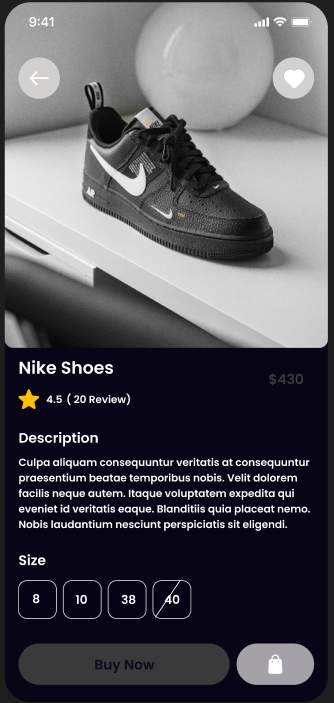 9:41
AIR
Nike Shoes
$430
4.5 ( 20 Review)
Description
Culpa aliquam consequuntur veritatis at consequuntur
praesentium beatae temporibus nobis. Velit dolorem
facilis neque autem. Itaque voluptatem expedita qui
eveniet id veritatis eaque. Blanditiis quia placeat nemo.
Nobis laudantium nesciunt perspiciatis sit eligendi.
Size
8 10 38 40
Buy Now